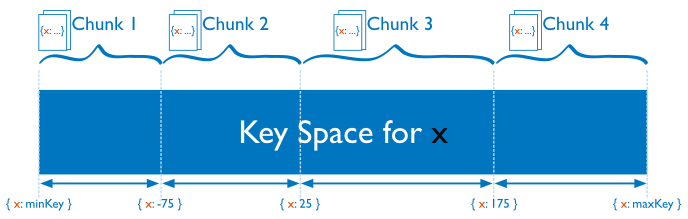 Chunk 1 Chunk 2 Chunk 3 Chunk 4
{x: ...} {x: ...} {x: ...} {x: ...}
Key Space for x
{ x: minKey } { x: -75 } { x: 25 } { x: 175 } { x: maxKey }